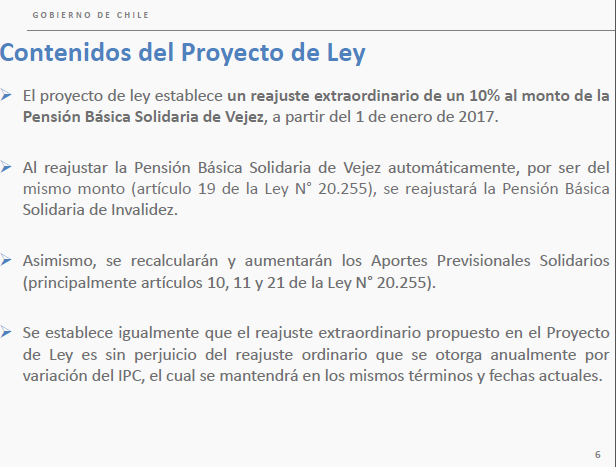 GOBIERNO DE CHILE
Contenidos del Proyecto de Ley
El proyecto de ley establece un reajuste extraordinario de un 10% al monto de la
Pensión Básica Solidaria de Vejez, a partir del 1 de enero de 2017.
Al reajustar la Pensión Básica Solidaria de Vejez automáticamente, por ser del
mismo monto (artículo 19 de la Ley N° 20.255), se reajustará la Pensión Básica
Solidaria de Invalidez.
Asimismo, se recalcularán y aumentarán los Aportes Previsionales Solidarios
(principalmente artículos 10, 11 y 21 de la Ley N° 20.255).
Se establece igualmente que el reajuste extraordinario propuesto en el Proyecto
de Ley es sin perjuicio del reajuste ordinario que se otorga anualmente por
variación del IPC, el cual se mantendrá en los mismos términos y fechas actuales.
6